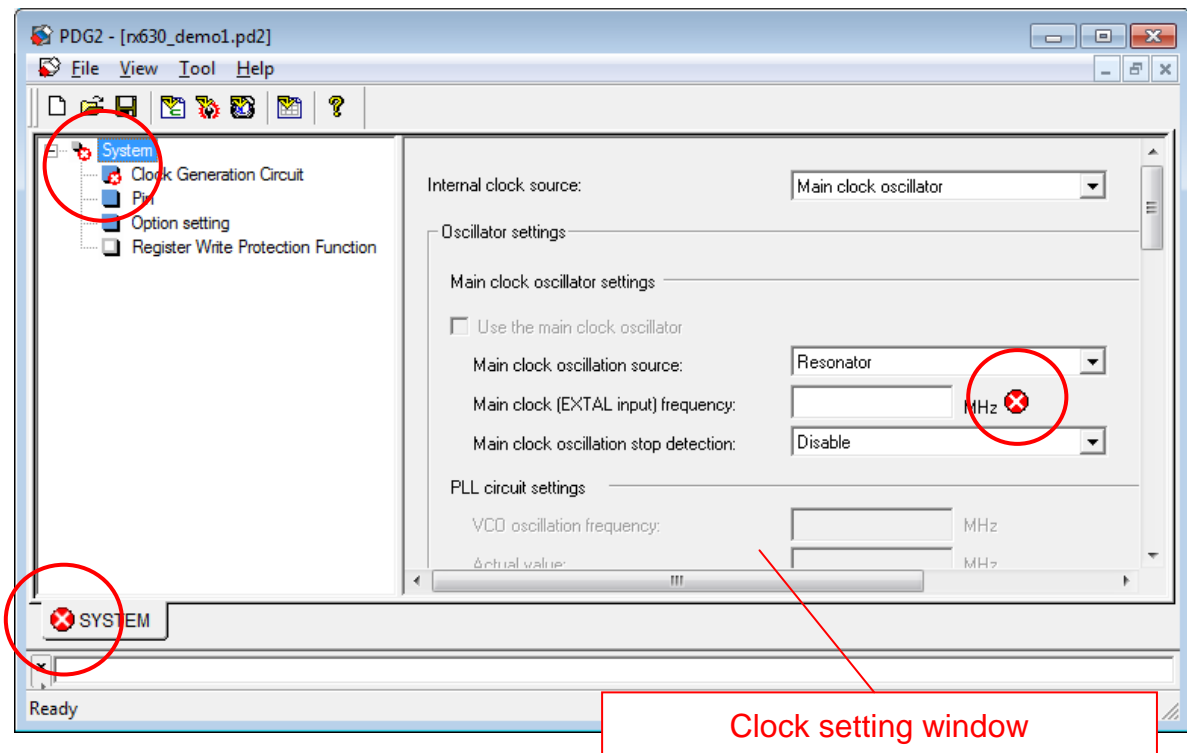 PDG2 - [rx630_demo1.pd2]
File View Tool Help
System
Clock Generation Circuit
Pin
Option setting
Register Write Protection Function
Internal clock source: Main clock oscillator
Oscillator settings
Main clock oscillator settings
Use the main clock oscillator
Main clock oscillation source: Resonator
Main clock (EXTAL input) frequency: MHz
Main clock oscillation stop detection: Disable
PLL circuit settings
VCO oscillation frequency: MHz
Actual value: MHz
SYSTEM
Ready
Clock setting window